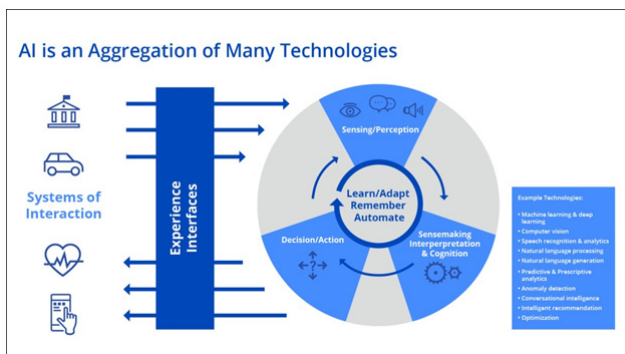 AI is an Aggregation of Many Technologies
Systems of
Interaction
Experience
Interfaces
Sensing/Perception
Learn/Adapt
Remember
Automate
Decision/Action
Sensemaking
Interperpretation
& Cognition
Example Technologies:
• Machine learning & deep
learning
• Computer vision
• Speech recognition & analytics
• Natural language processing
• Natural language generation
• Predictive & Prescriptive
analytics
• Anomaly detection
• Conversational intelligence
• Intelligent recommendation
• Optimization